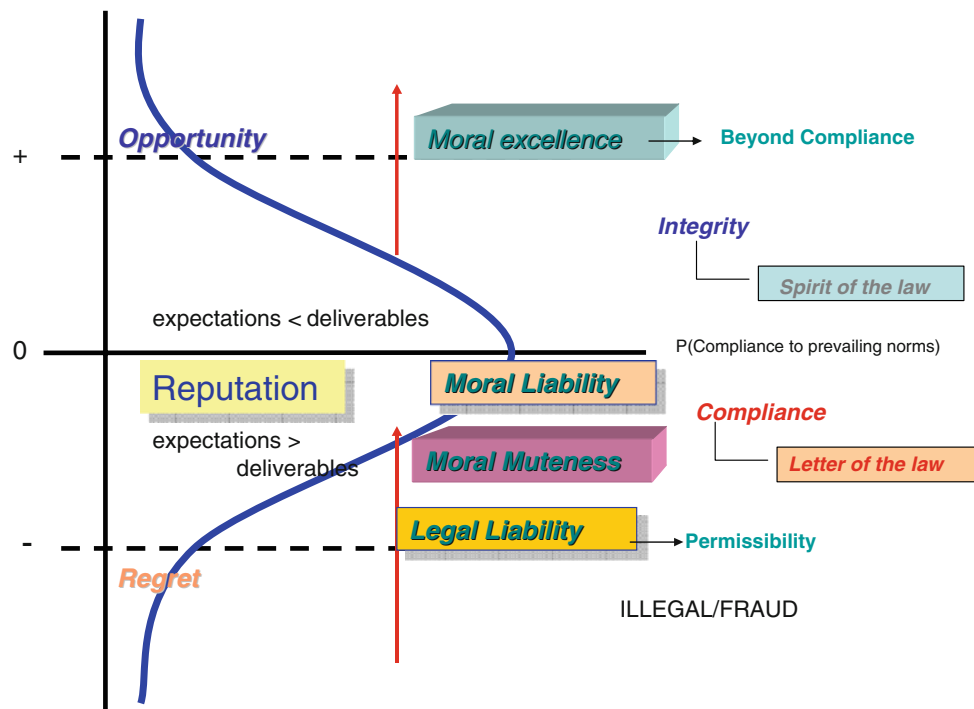 Opportunity
+
Moral excellence
Beyond Compliance
Integrity
Spirit of the law
expectations < deliverables
0
P(Compliance to prevailing norms)
Reputation
Moral Liability
Compliance
expectations >
deliverables
Moral Muteness
Letter of the law
Legal Liability
-
Permissibility
Regret
ILLEGAL/FRAUD